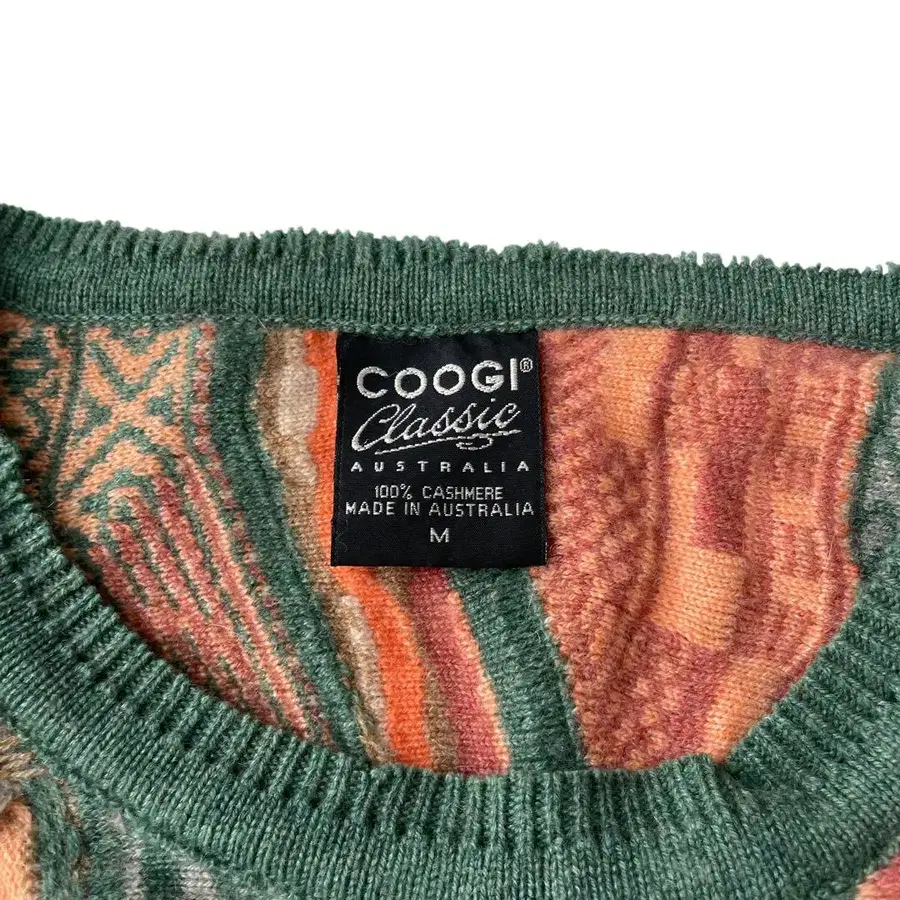 COOGI®
Classic
AUSTRALIA
100% CASHMERE
MADE IN AUSTRALIA
M